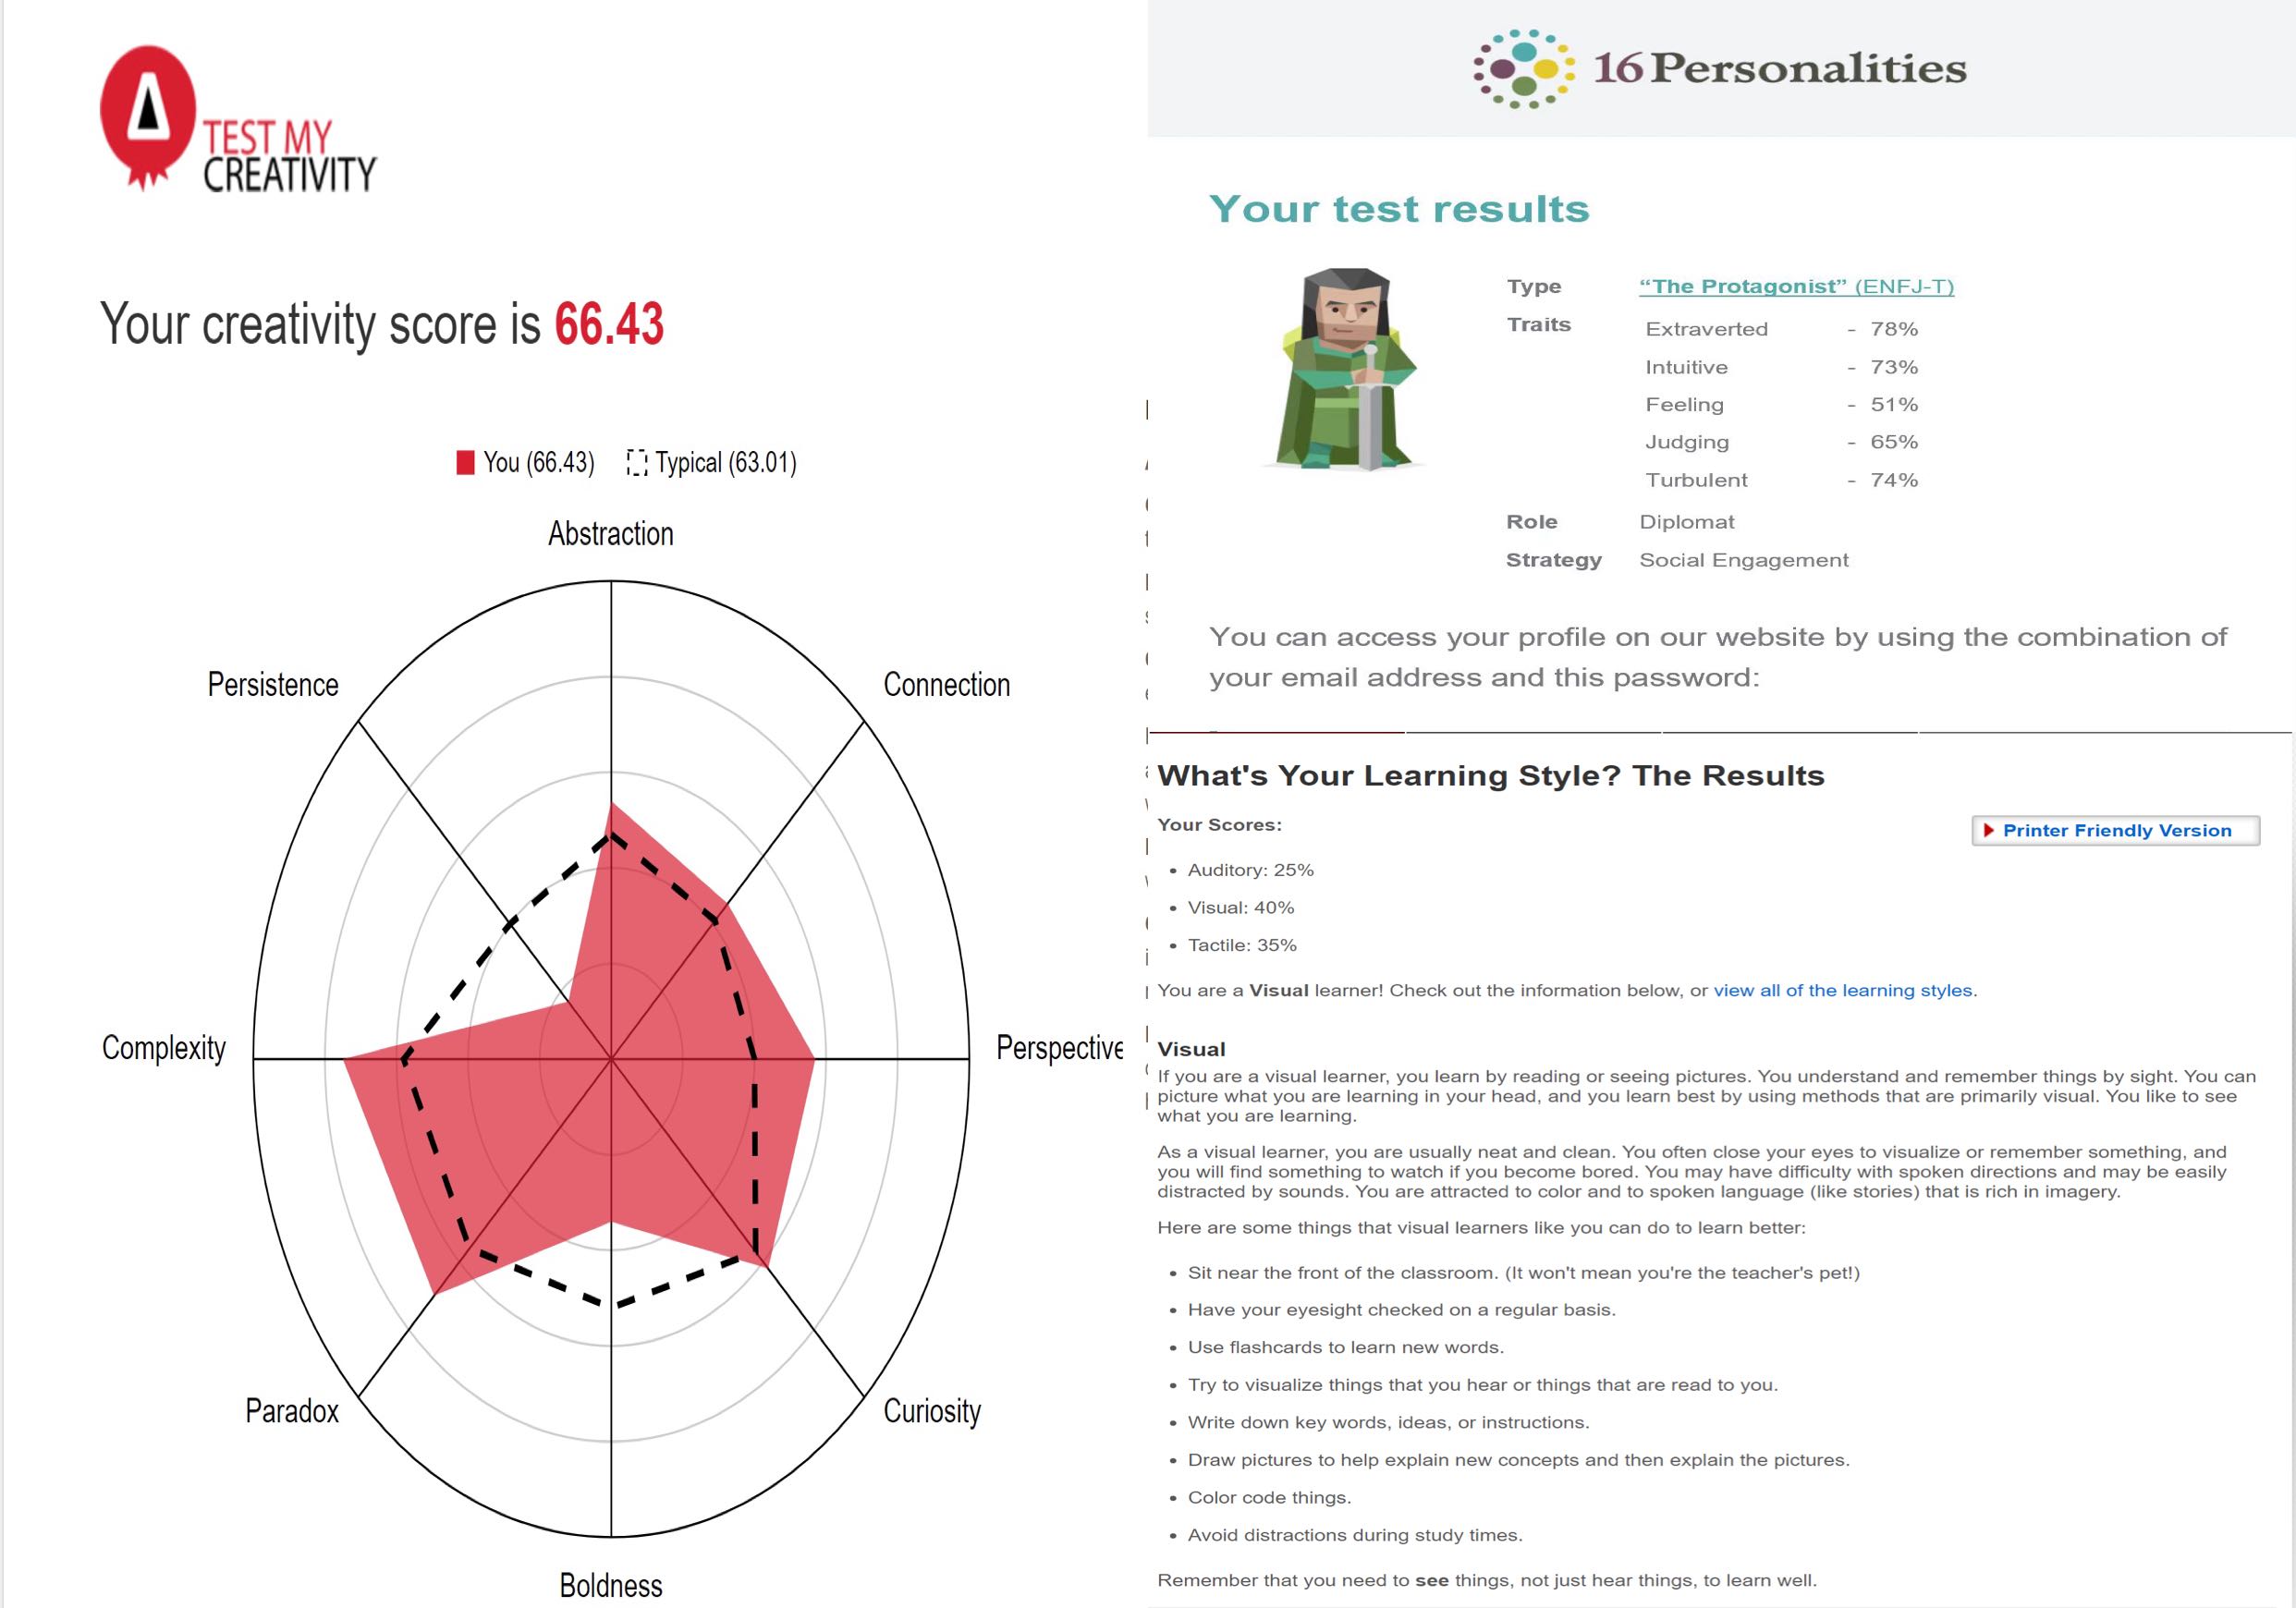 TEST MY
CREATIVITY
Your creativity score is 66.43
You (66.43) Typical (63.01)
Abstraction
Persistence
Connection
Complexity
Perspective
Paradox
Curiosity
Boldness
16Personalities
Your test results
Type “The Protagonist” (ENFJ-T)
Traits
Extraverted - 78%
Intuitive - 73%
Feeling - 51%
Judging - 65%
Turbulent - 74%
Role Diplomat
Strategy Social Engagement
You can access your profile on our website by using the combination of
your email address and this password:
What's Your Learning Style? The Results
Your Scores:
Printer Friendly Version
• Auditory: 25%
• Visual: 40%
• Tactile: 35%
You are a Visual learner! Check out the information below, or view all of the learning styles.
Visual
If you are a visual learner, you learn by reading or seeing pictures. You understand and remember things by sight. You can
picture what you are learning in your head, and you learn best by using methods that are primarily visual. You like to see
what you are learning.
As a visual learner, you are usually neat and clean. You often close your eyes to visualize or remember something, and
you will find something to watch if you become bored. You may have difficulty with spoken directions and may be easily
distracted by sounds. You are attracted to color and to spoken language (like stories) that is rich in imagery.
Here are some things that visual learners like you can do to learn better:
• Sit near the front of the classroom. (It won't mean you're the teacher's pet!)
• Have your eyesight checked on a regular basis.
• Use flashcards to learn new words.
• Try to visualize things that you hear or things that are read to you.
• Write down key words, ideas, or instructions.
• Draw pictures to help explain new concepts and then explain the pictures.
• Color code things.
• Avoid distractions during study times.
Remember that you need to see things, not just hear things, to learn well.